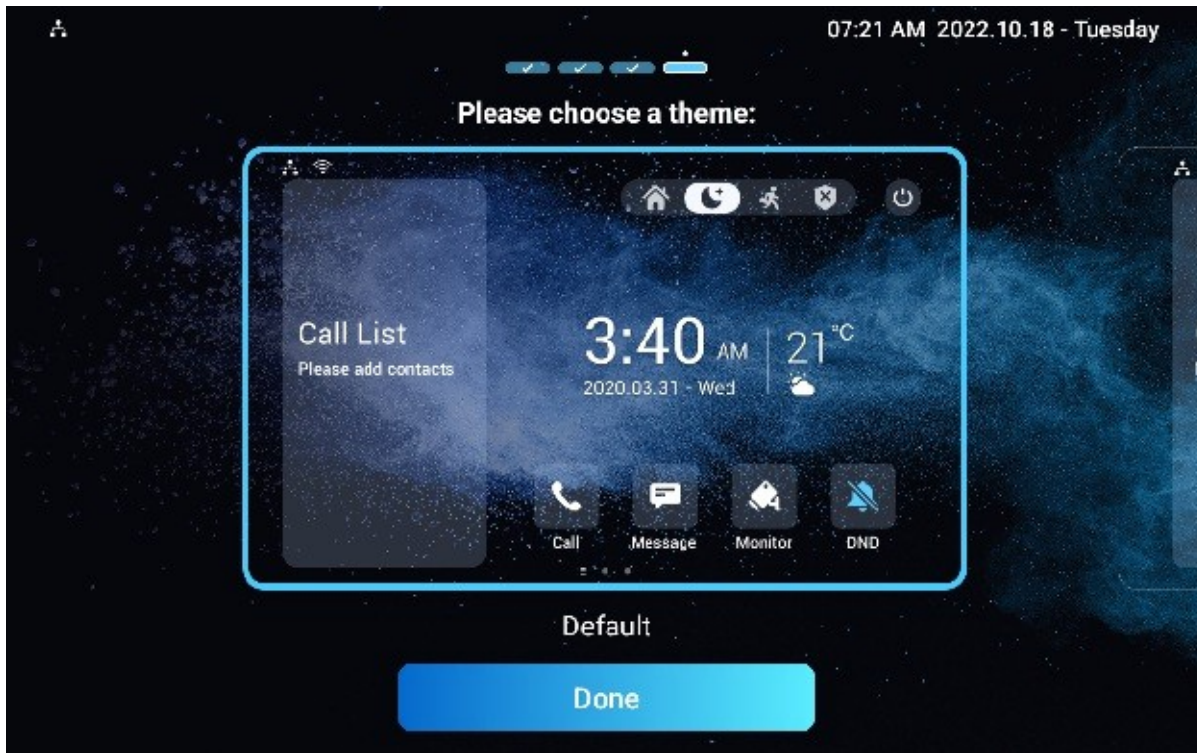 07:21 AM 2022.10.18 - Tuesday
Please choose a theme:
Call List
Please add contacts
3:40 AM
21°C
2020.03.31 - Wed
Call
Message
Monitor
DND
Default
Done